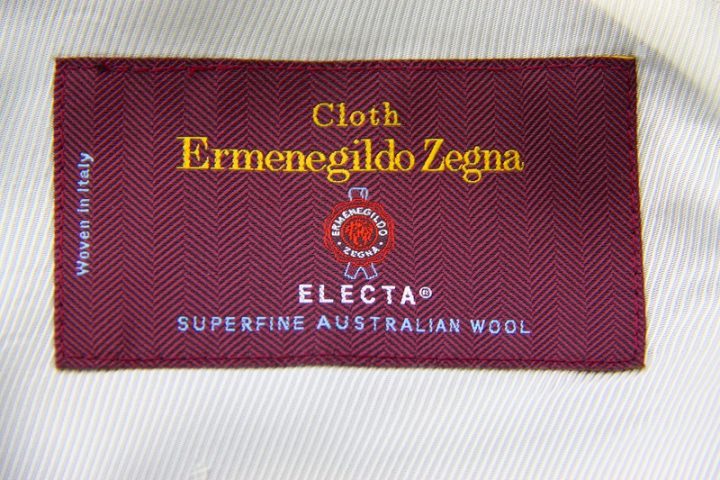 Cloth
Ermenegildo Zegna
Woven in Italy
ERMENEGILDO
ZEGNA
ELECTA®
SUPERFINE AUSTRALIAN WOOL